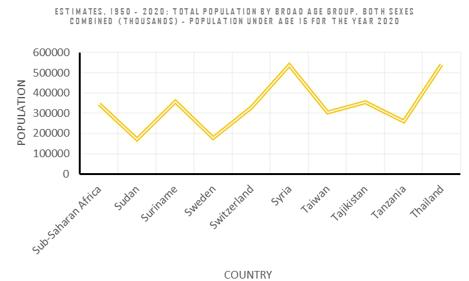 ESTIMATES, 1950 - 2020: TOTAL POPULATION BY BROAD AGE GROUP, BOTH SEXES
COMBINED (THOUSANDS) - POPULATION UNDER AGE 15 FOR THE YEAR 2020
600000
500000
400000
300000
200000
100000
0
POPULATION
Sub-Saharan Africa
Sudan
Suriname
Sweden
Switzerland
Syria
Taiwan
Tajikistan
Tanzania
Thailand
COUNTRY